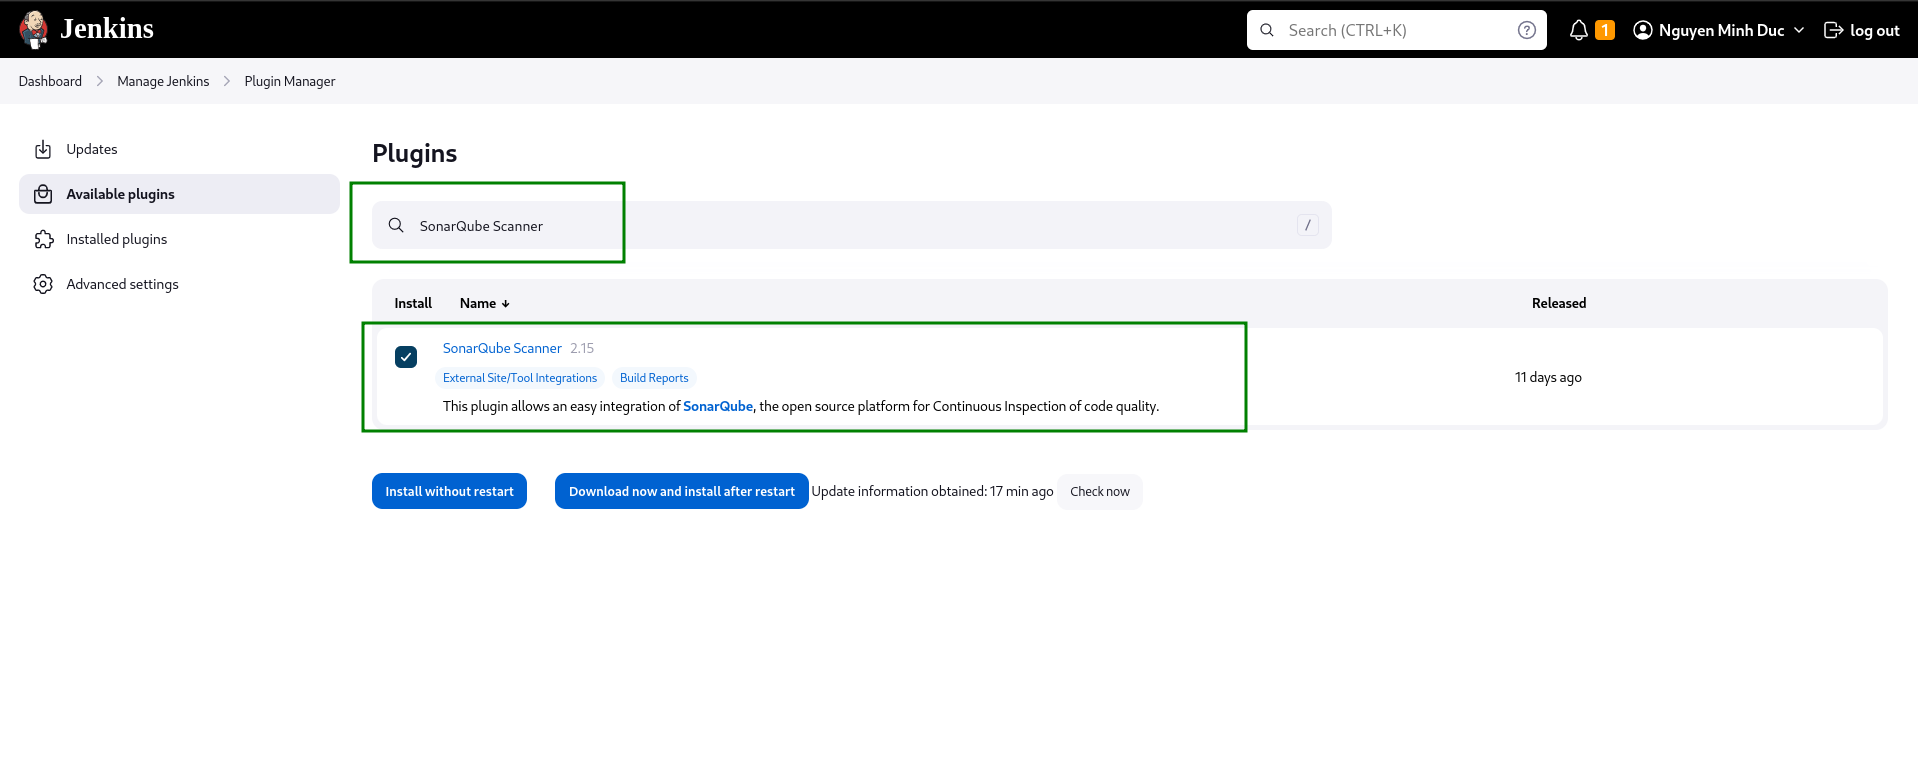 Jenkins
Search (CTRL+K)
1
Nguyen Minh Duc
log out
Dashboard
Manage Jenkins
Plugin Manager
Updates
Available plugins
Installed plugins
Advanced settings
Plugins
SonarQube Scanner
/
Install Name ↓ Released
SonarQube Scanner 2.15
External Site/Tool Integrations Build Reports
This plugin allows an easy integration of SonarQube, the open source platform for Continuous Inspection of code quality.
11 days ago
Install without restart
Download now and install after restart
Update information obtained: 17 min ago
Check now